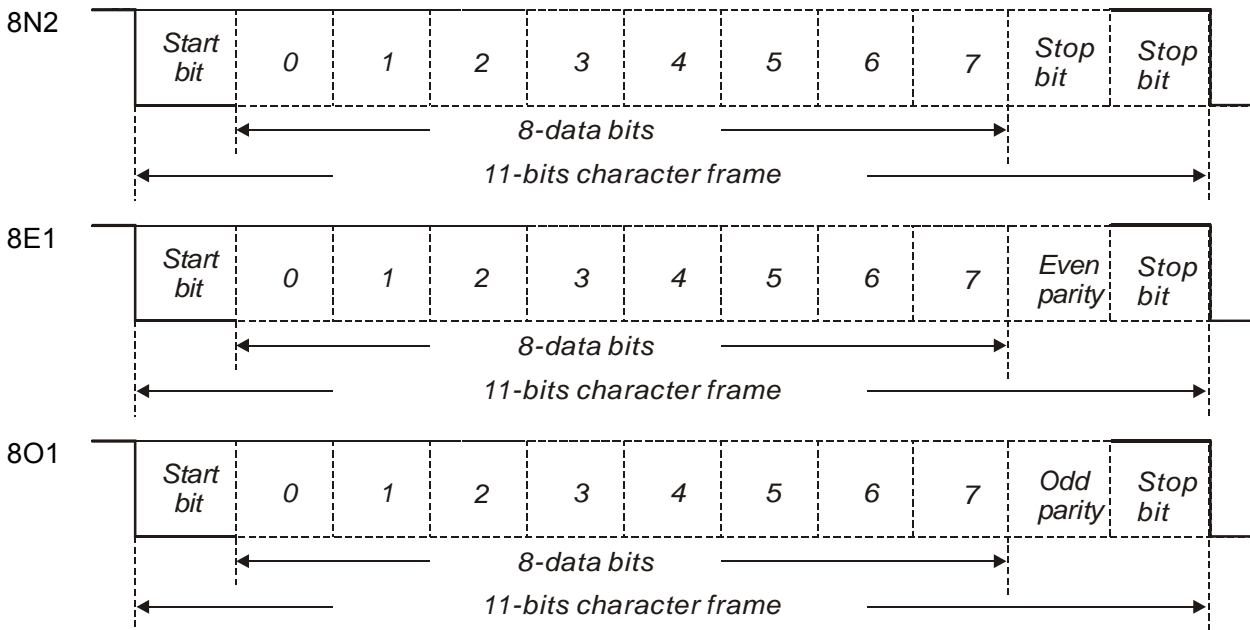 8N2
Start bit 0 1 2 3 4 5 6 7 Stop bit Stop bit
8-data bits
11-bits character frame
8E1
Start bit 0 1 2 3 4 5 6 7 Even parity Stop bit
8-data bits
11-bits character frame
8O1
Start bit 0 1 2 3 4 5 6 7 Odd parity Stop bit
8-data bits
11-bits character frame